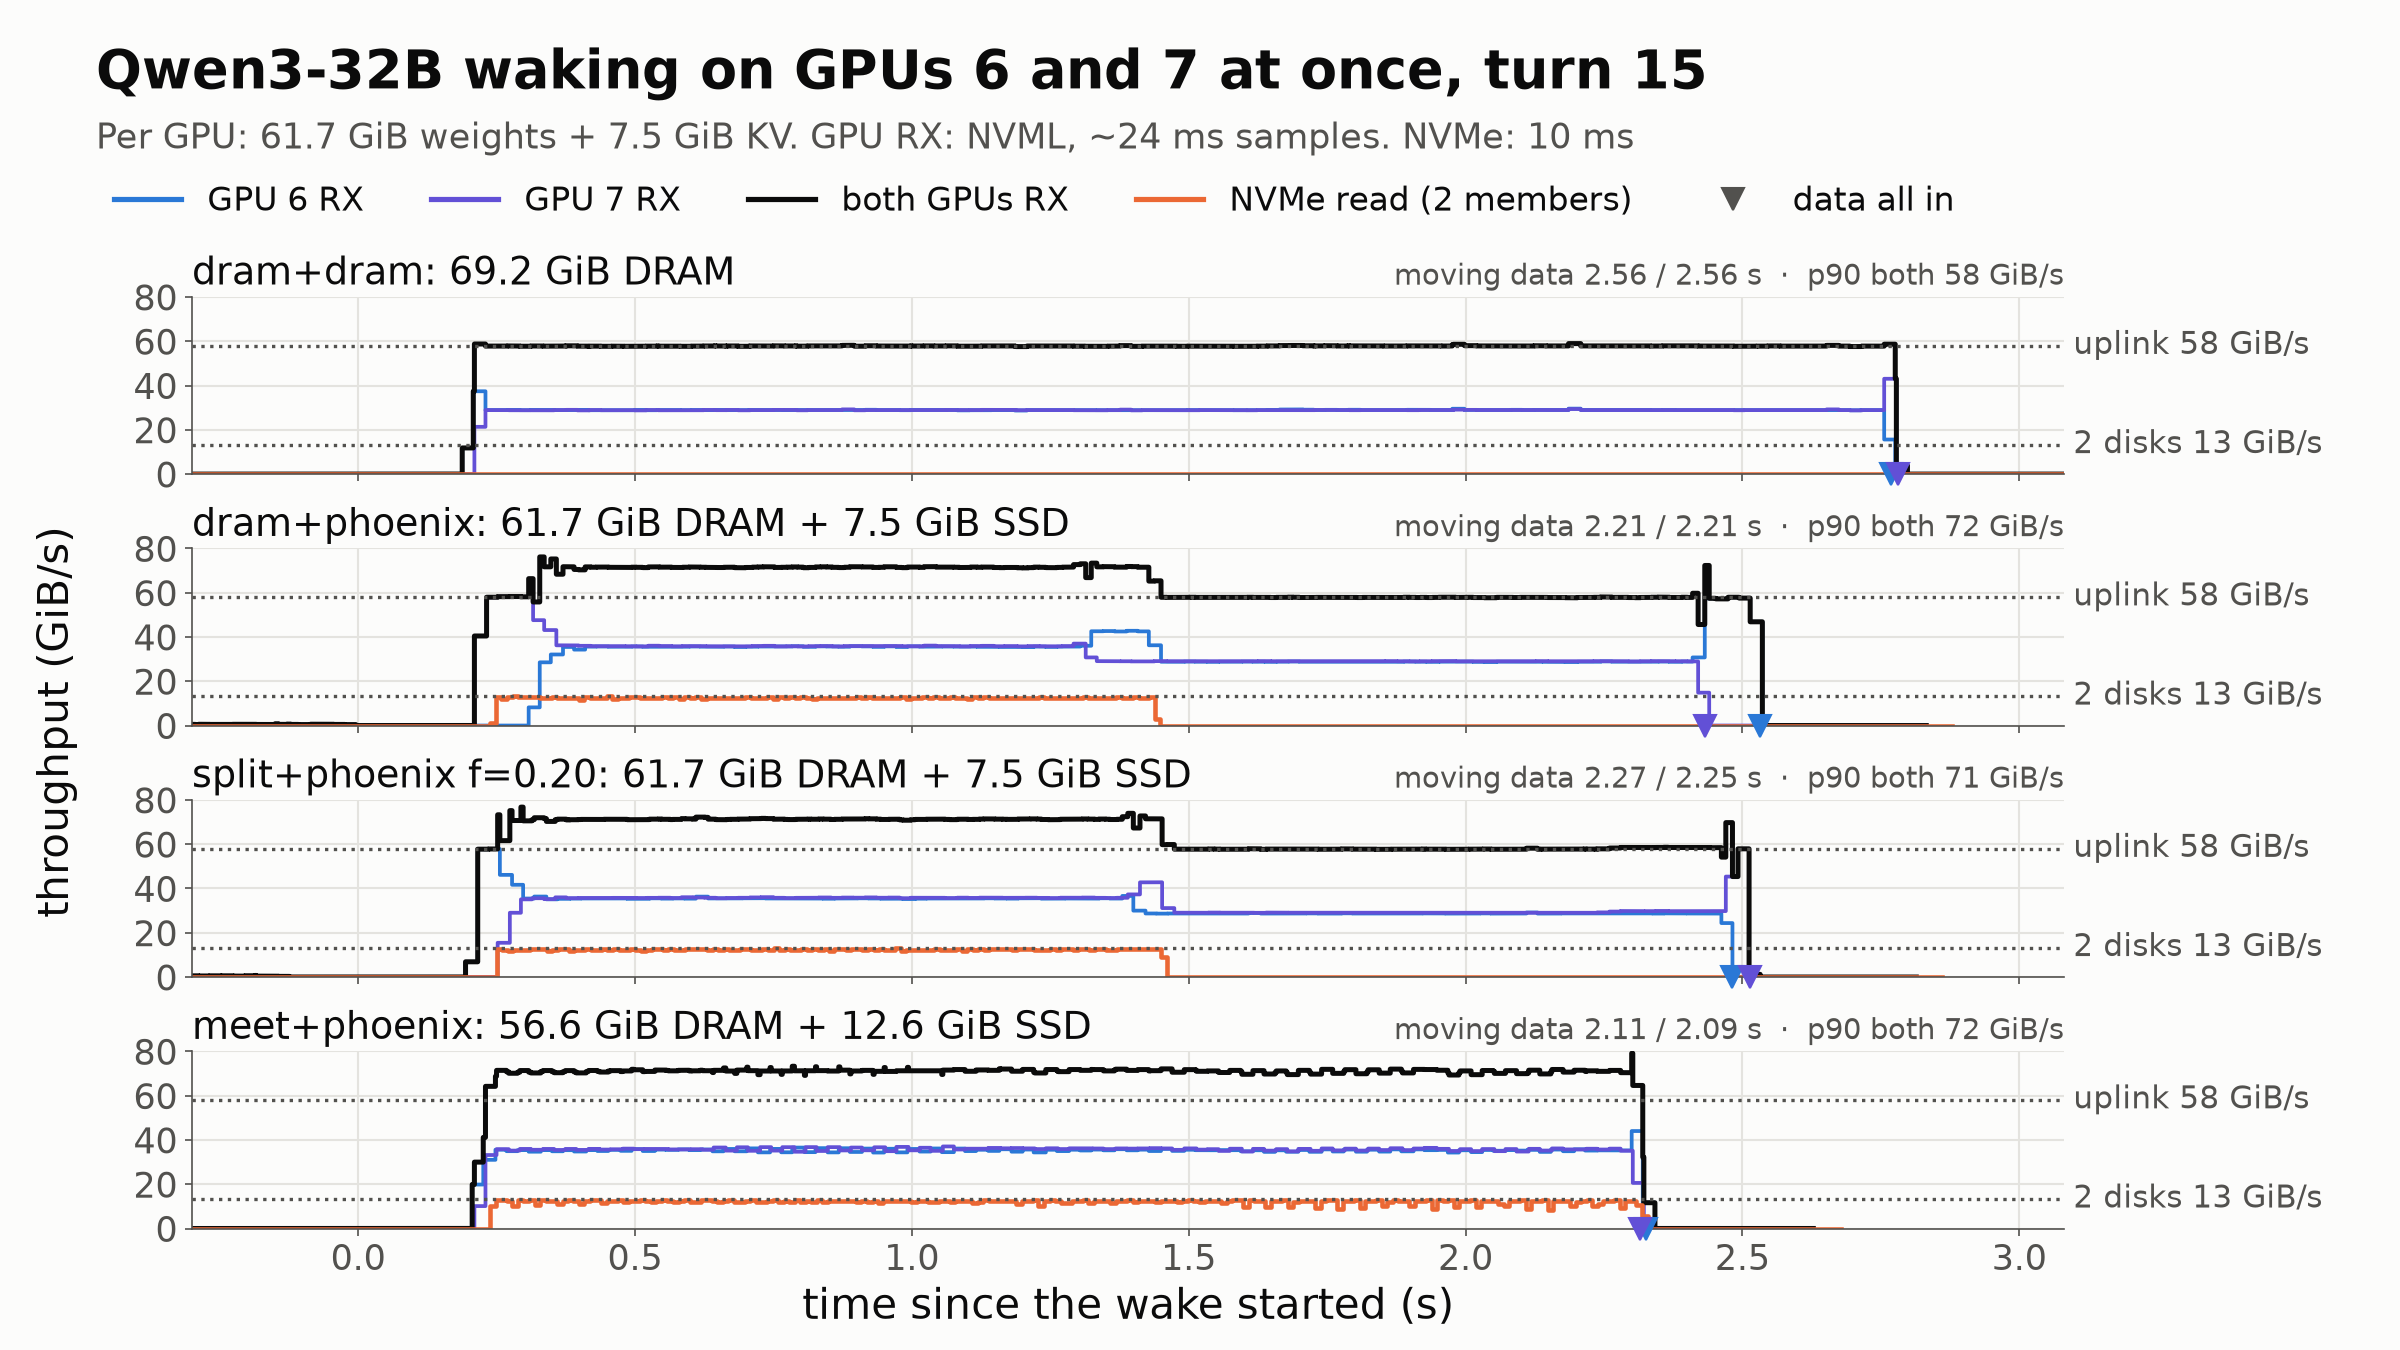 Qwen3-32B waking on GPUs 6 and 7 at once, turn 15
Per GPU: 61.7 GiB weights + 7.5 GiB KV. GPU RX: NVML, ~24 ms samples. NVMe: 10 ms
GPU 6 RX GPU 7 RX both GPUs RX NVMe read (2 members) data all in
throughput (GiB/s)
dram+dram: 69.2 GiB DRAM moving data 2.56 / 2.56 s · p90 both 58 GiB/s
80
60 uplink 58 GiB/s
40
20 2 disks 13 GiB/s
0
dram+phoenix: 61.7 GiB DRAM + 7.5 GiB SSD moving data 2.21 / 2.21 s · p90 both 72 GiB/s
80
60 uplink 58 GiB/s
40
20 2 disks 13 GiB/s
0
split+phoenix f=0.20: 61.7 GiB DRAM + 7.5 GiB SSD moving data 2.27 / 2.25 s · p90 both 71 GiB/s
80
60 uplink 58 GiB/s
40
20 2 disks 13 GiB/s
0
meet+phoenix: 56.6 GiB DRAM + 12.6 GiB SSD moving data 2.11 / 2.09 s · p90 both 72 GiB/s
80
60 uplink 58 GiB/s
40
20 2 disks 13 GiB/s
0
0.0 0.5 1.0 1.5 2.0 2.5 3.0
time since the wake started (s)